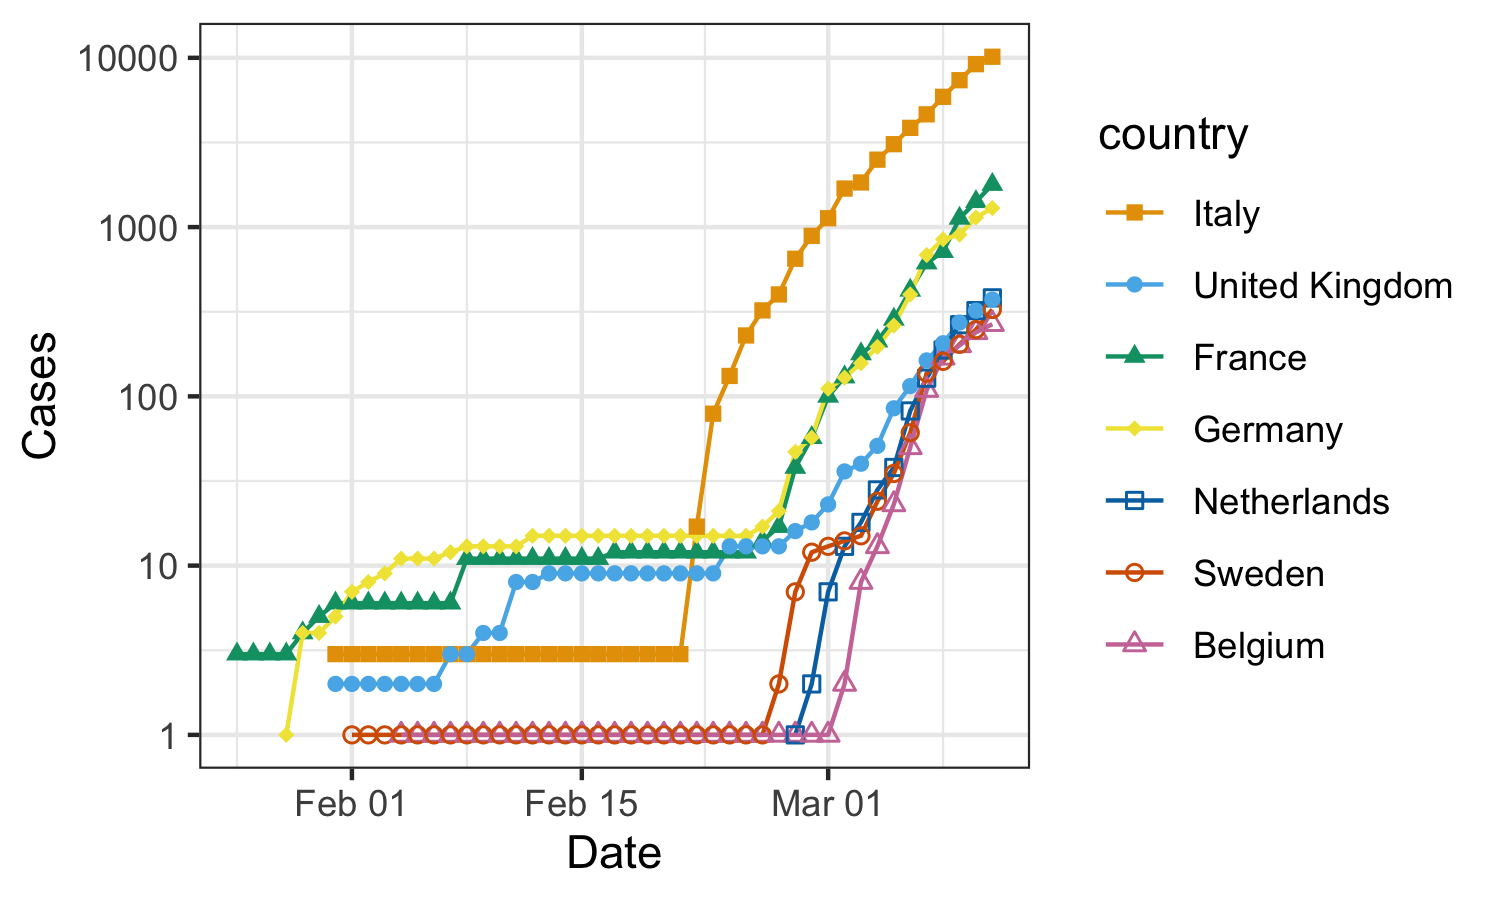 10000
1000
100
10
1
Cases
Feb 01
Feb 15
Mar 01
Date
country
Italy
United Kingdom
France
Germany
Netherlands
Sweden
Belgium